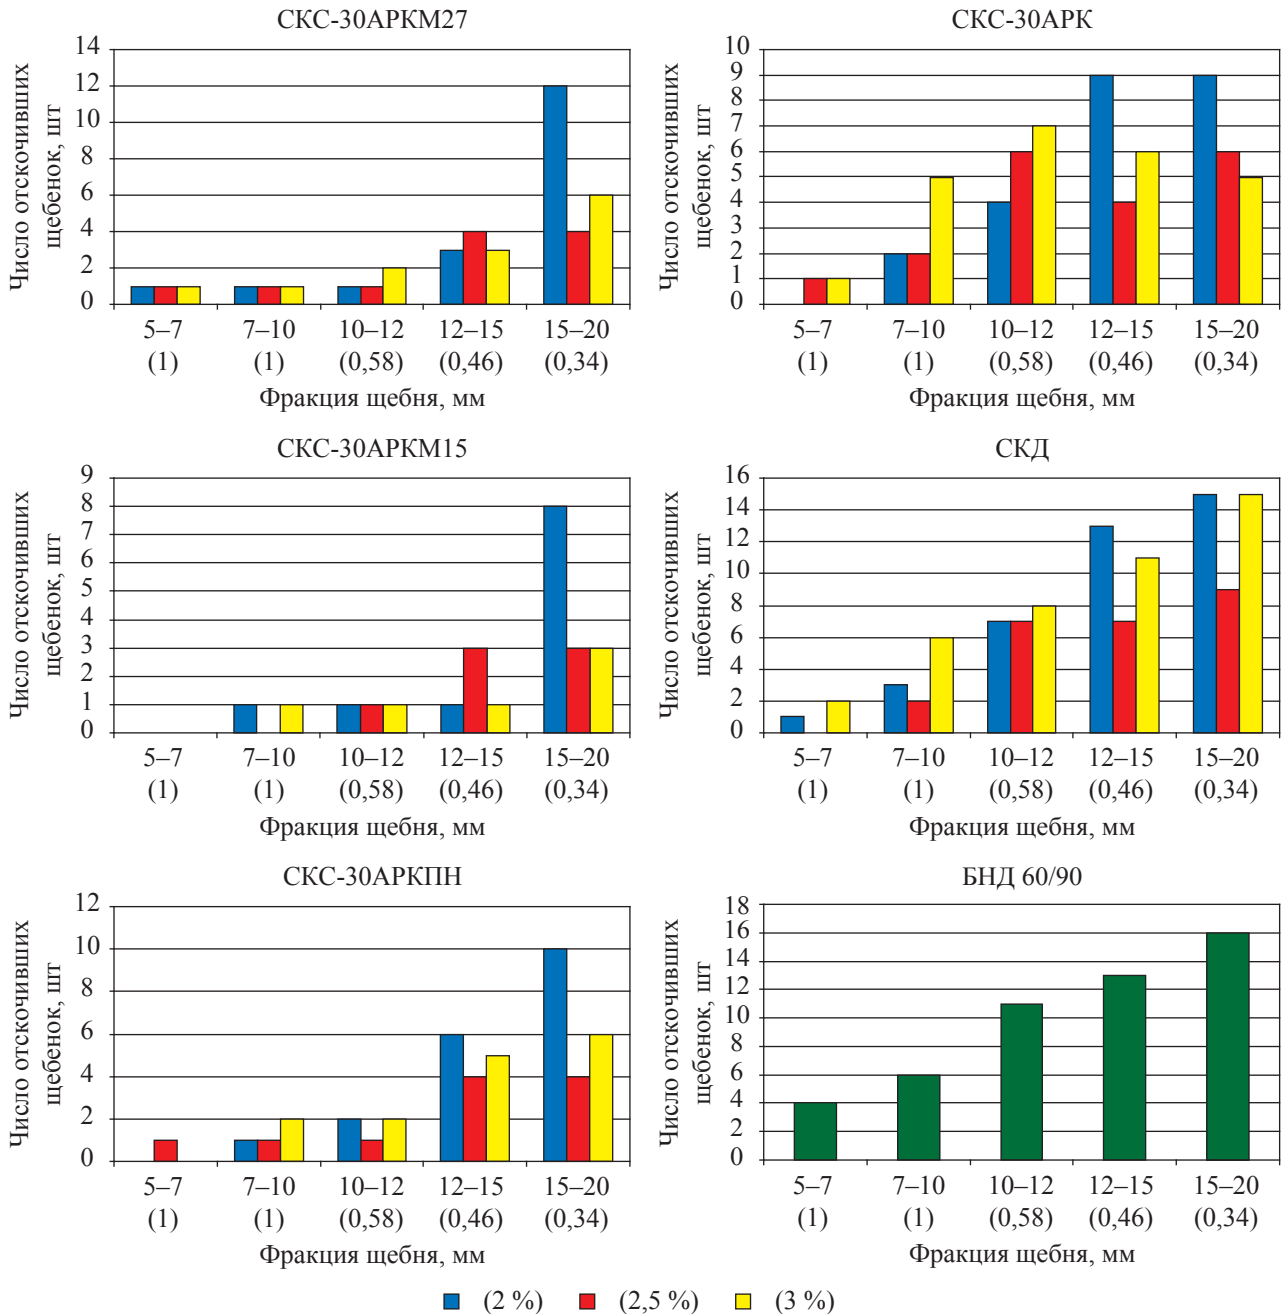 СКС-30АРКМ27
Число отскочивших
щебенок, шт
14
12
10
8
6
4
2
0
5–7 7–10 10–12 12–15 15–20
(1) (1) (0,58) (0,46) (0,34)
Фракция щебня, мм
СКС-30АРК
Число отскочивших
щебенок, шт
10
9
8
7
6
5
4
3
2
1
0
5–7 7–10 10–12 12–15 15–20
(1) (1) (0,58) (0,46) (0,34)
Фракция щебня, мм
СКС-30АРКМ15
Число отскочивших
щебенок, шт
9
8
7
6
5
4
3
2
1
0
5–7 7–10 10–12 12–15 15–20
(1) (1) (0,58) (0,46) (0,34)
Фракция щебня, мм
СКД
Число отскочивших
щебенок, шт
16
14
12
10
8
6
4
2
0
5–7 7–10 10–12 12–15 15–20
(1) (1) (0,58) (0,46) (0,34)
Фракция щебня, мм
СКС-30АРКПН
Число отскочивших
щебенок, шт
12
10
8
6
4
2
0
5–7 7–10 10–12 12–15 15–20
(1) (1) (0,58) (0,46) (0,34)
Фракция щебня, мм
БНД 60/90
Число отскочивших
щебенок, шт
18
16
14
12
10
8
6
4
2
0
5–7 7–10 10–12 12–15 15–20
(1) (1) (0,58) (0,46) (0,34)
Фракция щебня, мм
(2 %) (2,5 %) (3 %)